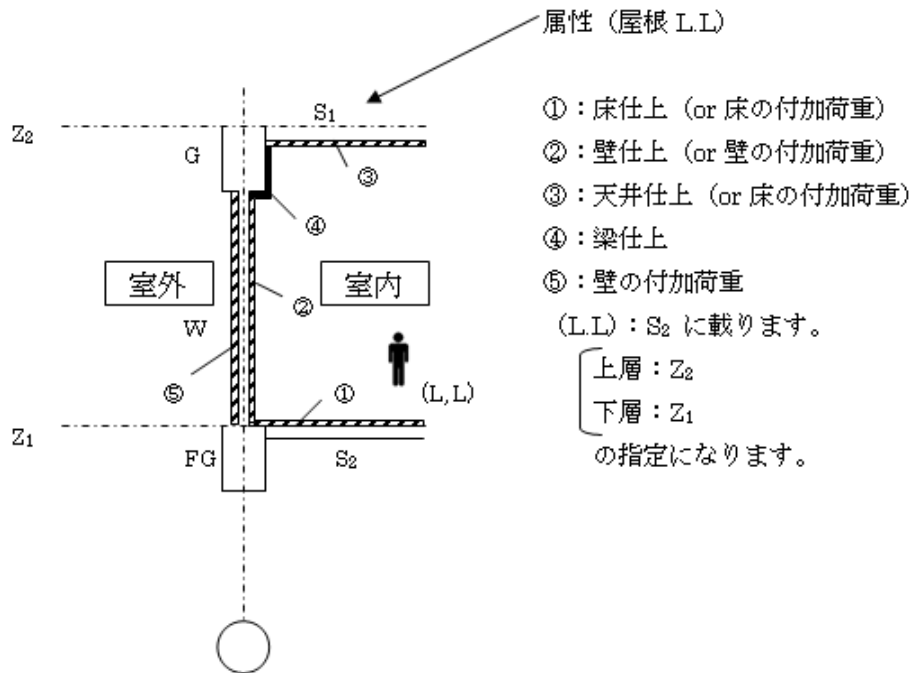 属性（屋根 L.L）
S₁
Z₂
G
③
④
室外
室内
②
W
⑤
①
(L,L)
Z₁
FG
S₂
①：床仕上（or 床の付加荷重）
②：壁仕上（or 壁の付加荷重）
③：天井仕上（or 床の付加荷重）
④：梁仕上
⑤：壁の付加荷重
(L.L)：S₂ に載ります。
上層：Z₂
下層：Z₁
の指定になります。